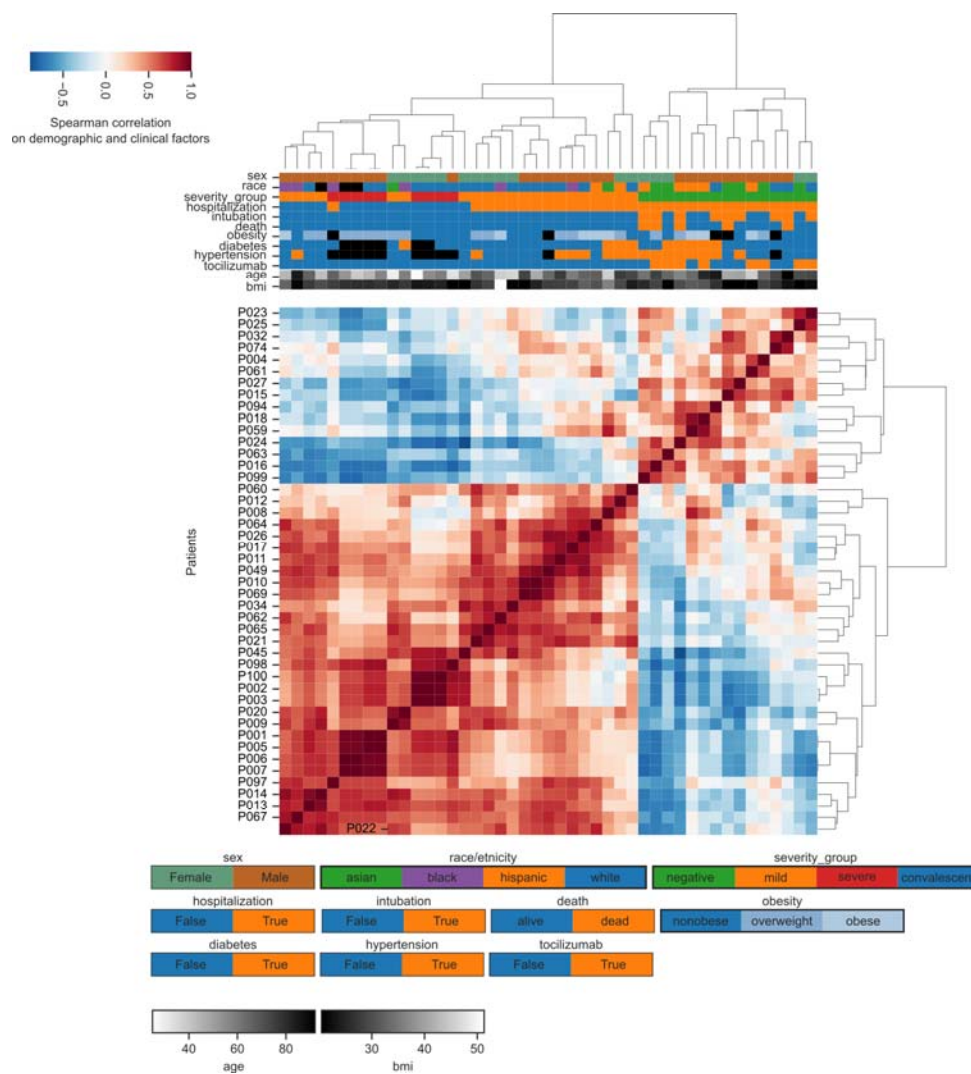 -0.5 0.0 0.5 1.0
Spearman correlation
on demographic and clinical factors
sex
race
severity_group
hospitalization
intubation
death
obesity
diabetes
hypertension
tocilizumab
age
bmi
Patients
P023
P025
P032
P074
P004
P061
P027
P015
P094
P018
P059
P024
P063
P016
P099
P060
P012
P008
P064
P026
P017
P011
P049
P010
P069
P034
P062
P065
P021
P045
P098
P100
P002
P003
P020
P009
P001
P005
P006
P007
P097
P014
P013
P067
P022
sex race/etnicity severity_group
Female Male asian black hispanic white negative mild severe convalescen
hospitalization intubation death obesity
False True False True alive dead nonobese overweight obese
diabetes hypertension tocilizumab
False True False True False True
40 60 80 30 40 50
age bmi